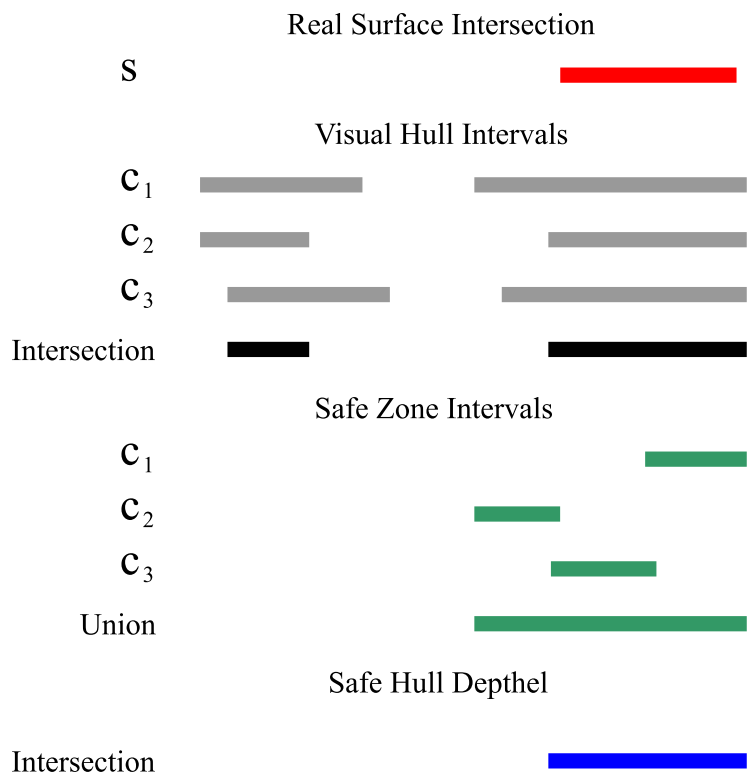 Real Surface Intersection
s
Visual Hull Intervals
c₁
c₂
c₃
Intersection
Safe Zone Intervals
c₁
c₂
c₃
Union
Safe Hull Depthel
Intersection